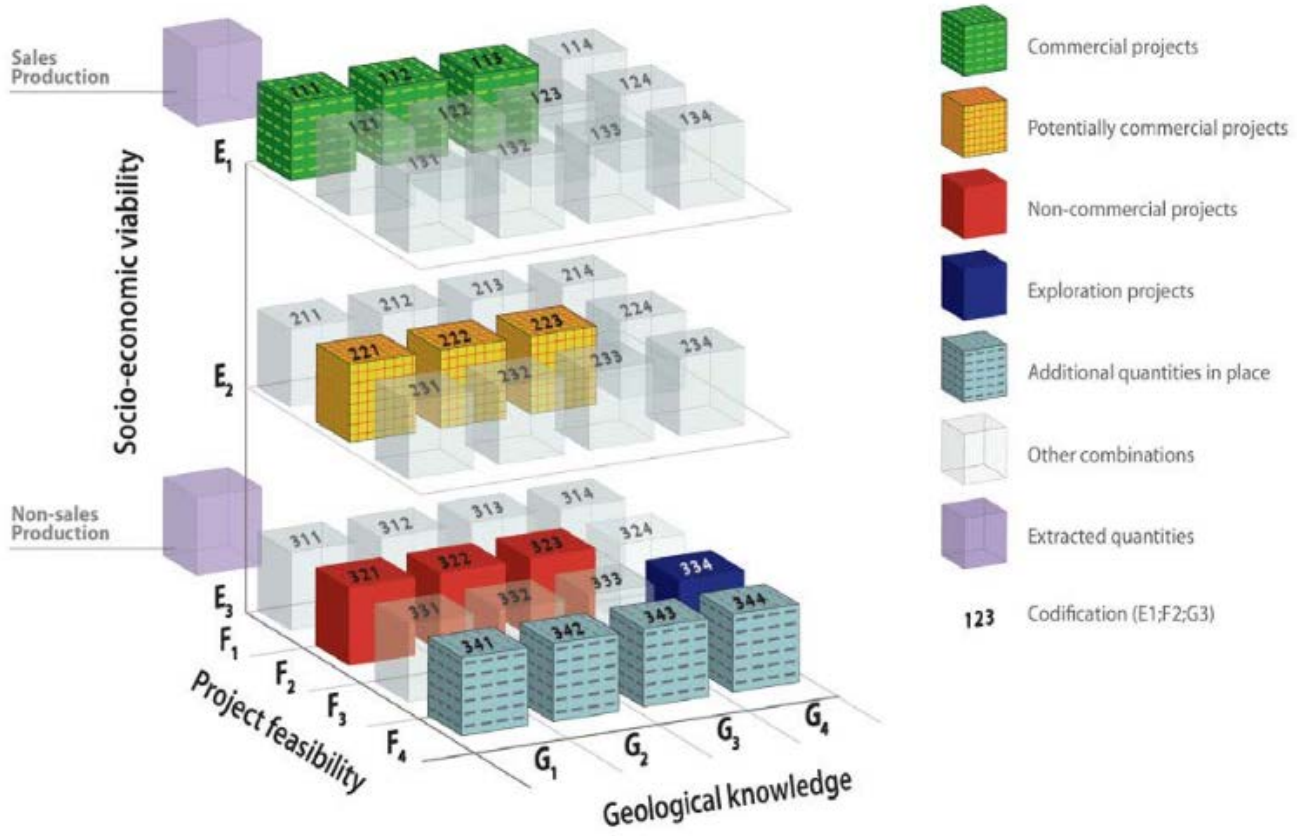 Sales
Production
Socio-economic viability
E1
111
112
113
114
121
122
123
124
131
132
133
134
E2
211
212
213
214
221
222
223
224
231
232
233
234
Non-sales
Production
E3
311
312
313
314
321
322
323
324
331
332
333
334
341
342
343
344
F1
F2
F3
F4
Project feasibility
G1
G2
G3
G4
Geological knowledge
Commercial projects
Potentially commercial projects
Non-commercial projects
Exploration projects
Additional quantities in place
Other combinations
Extracted quantities
123 Codification (E1;F2;G3)